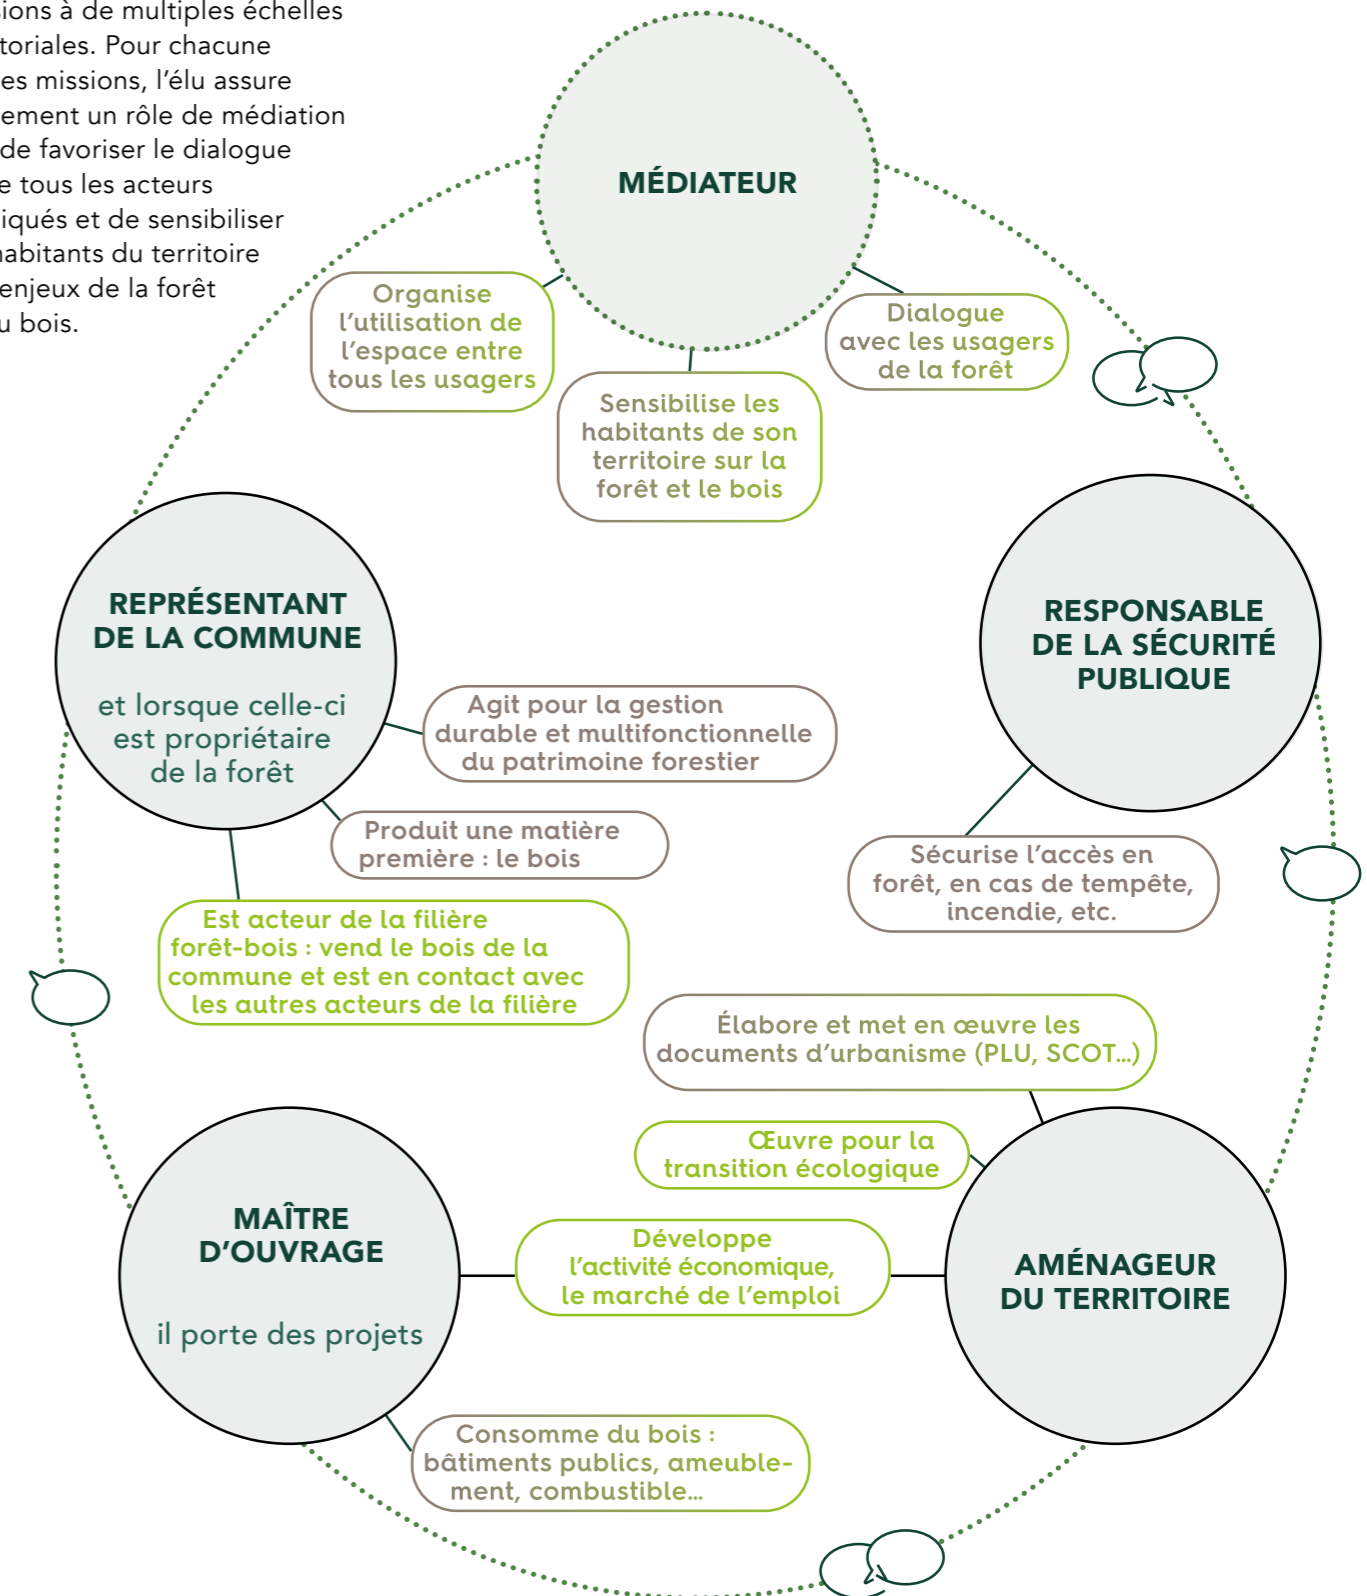 sions à de multiples échelles
toriales. Pour chacune
es missions, l'élu assure
ement un rôle de médiation
de favoriser le dialogue
e tous les acteurs
iqués et de sensibiliser
habitants du territoire
enjeux de la forêt
u bois.
MÉDIATEUR
Organise
l'utilisation de
l'espace entre
tous les usagers
Sensibilise les
habitants de son
territoire sur la
forêt et le bois
Dialogue
avec les usagers
de la forêt
REPRÉSENTANT
DE LA COMMUNE
et lorsque celle-ci
est propriétaire
de la forêt
Agit pour la gestion
durable et multifonctionnelle
du patrimoine forestier
Produit une matière
première : le bois
Est acteur de la filière
forêt-bois : vend le bois de la
commune et est en contact avec
les autres acteurs de la filière
RESPONSABLE
DE LA SÉCURITÉ
PUBLIQUE
Sécurise l'accès en
forêt, en cas de tempête,
incendie, etc.
Élabore et met en œuvre les
documents d'urbanisme (PLU, SCOT...)
Œuvre pour la
transition écologique
Développe
l'activité économique,
le marché de l'emploi
MAÎTRE
D'OUVRAGE
il porte des projets
AMÉNAGEUR
DU TERRITOIRE
Consomme du bois :
bâtiments publics, ameuble-
ment, combustible...